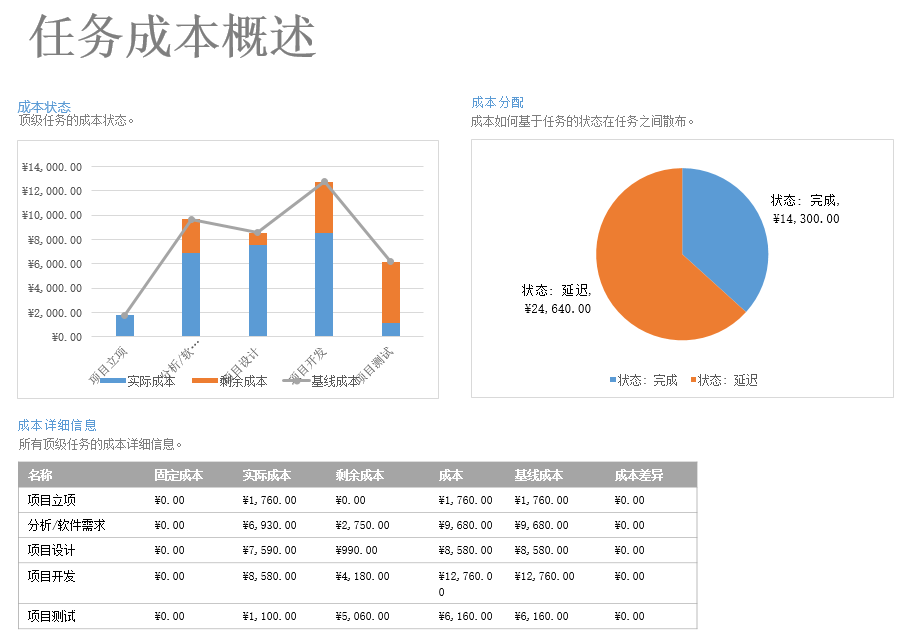 任务成本概述
成本状态
顶级任务的成本状态。
¥14,000.00
¥12,000.00
¥10,000.00
¥8,000.00
¥6,000.00
¥4,000.00
¥2,000.00
¥0.00
项目立项
分析/软…
项目设计
项目开发
项目测试
实际成本 剩余成本 基线成本
成本分配
成本如何基于任务的状态在任务之间散布。
状态: 完成,
¥14,300.00
状态: 延迟,
¥24,640.00
状态: 完成 状态: 延迟
成本详细信息
所有顶级任务的成本详细信息。
名称 固定成本 实际成本 剩余成本 成本 基线成本 成本差异
项目立项 ¥0.00 ¥1,760.00 ¥0.00 ¥1,760.00 ¥1,760.00 ¥0.00
分析/软件需求 ¥0.00 ¥6,930.00 ¥2,750.00 ¥9,680.00 ¥9,680.00 ¥0.00
项目设计 ¥0.00 ¥7,590.00 ¥990.00 ¥8,580.00 ¥8,580.00 ¥0.00
项目开发 ¥0.00 ¥8,580.00 ¥4,180.00 ¥12,760.0 ¥12,760.00 ¥0.00
0
项目测试 ¥0.00 ¥1,100.00 ¥5,060.00 ¥6,160.00 ¥6,160.00 ¥0.00